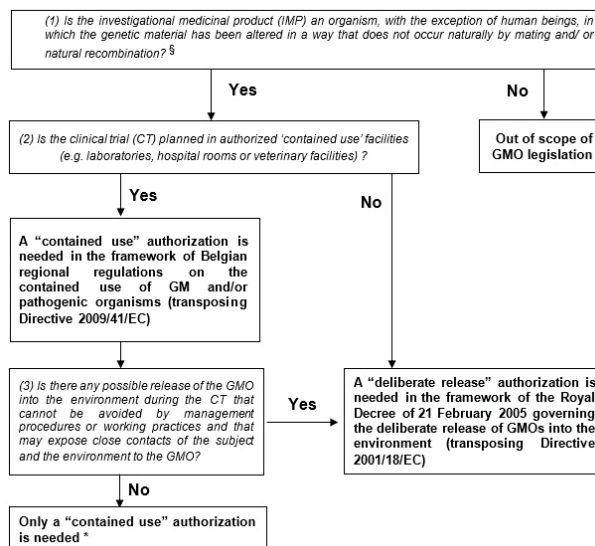 (1) Is the investigational medicinal product (IMP) an organism, with the exception of human beings, in
which the genetic material has been altered in a way that does not occur naturally by mating and/ or
natural recombination? §
Yes
No
(2) Is the clinical trial (CT) planned in authorized ‘contained use’ facilities
(e.g. laboratories, hospital rooms or veterinary facilities) ?
Out of scope of
GMO legislation
Yes
No
A “contained use” authorization is
needed in the framework of Belgian
regional regulations on the
contained use of GM and/or
pathogenic organisms (transposing
Directive 2009/41/EC)
(3) Is there any possible release of the GMO
into the environment during the CT that
cannot be avoided by management
procedures or working practices and that
may expose close contacts of the subject
and the environment to the GMO?
Yes
A “deliberate release” authorization is
needed in the framework of the Royal
Decree of 21 February 2005 governing
the deliberate release of GMOs into the
environment (transposing Directive
2001/18/EC)
No
Only a “contained use” authorization
is needed *